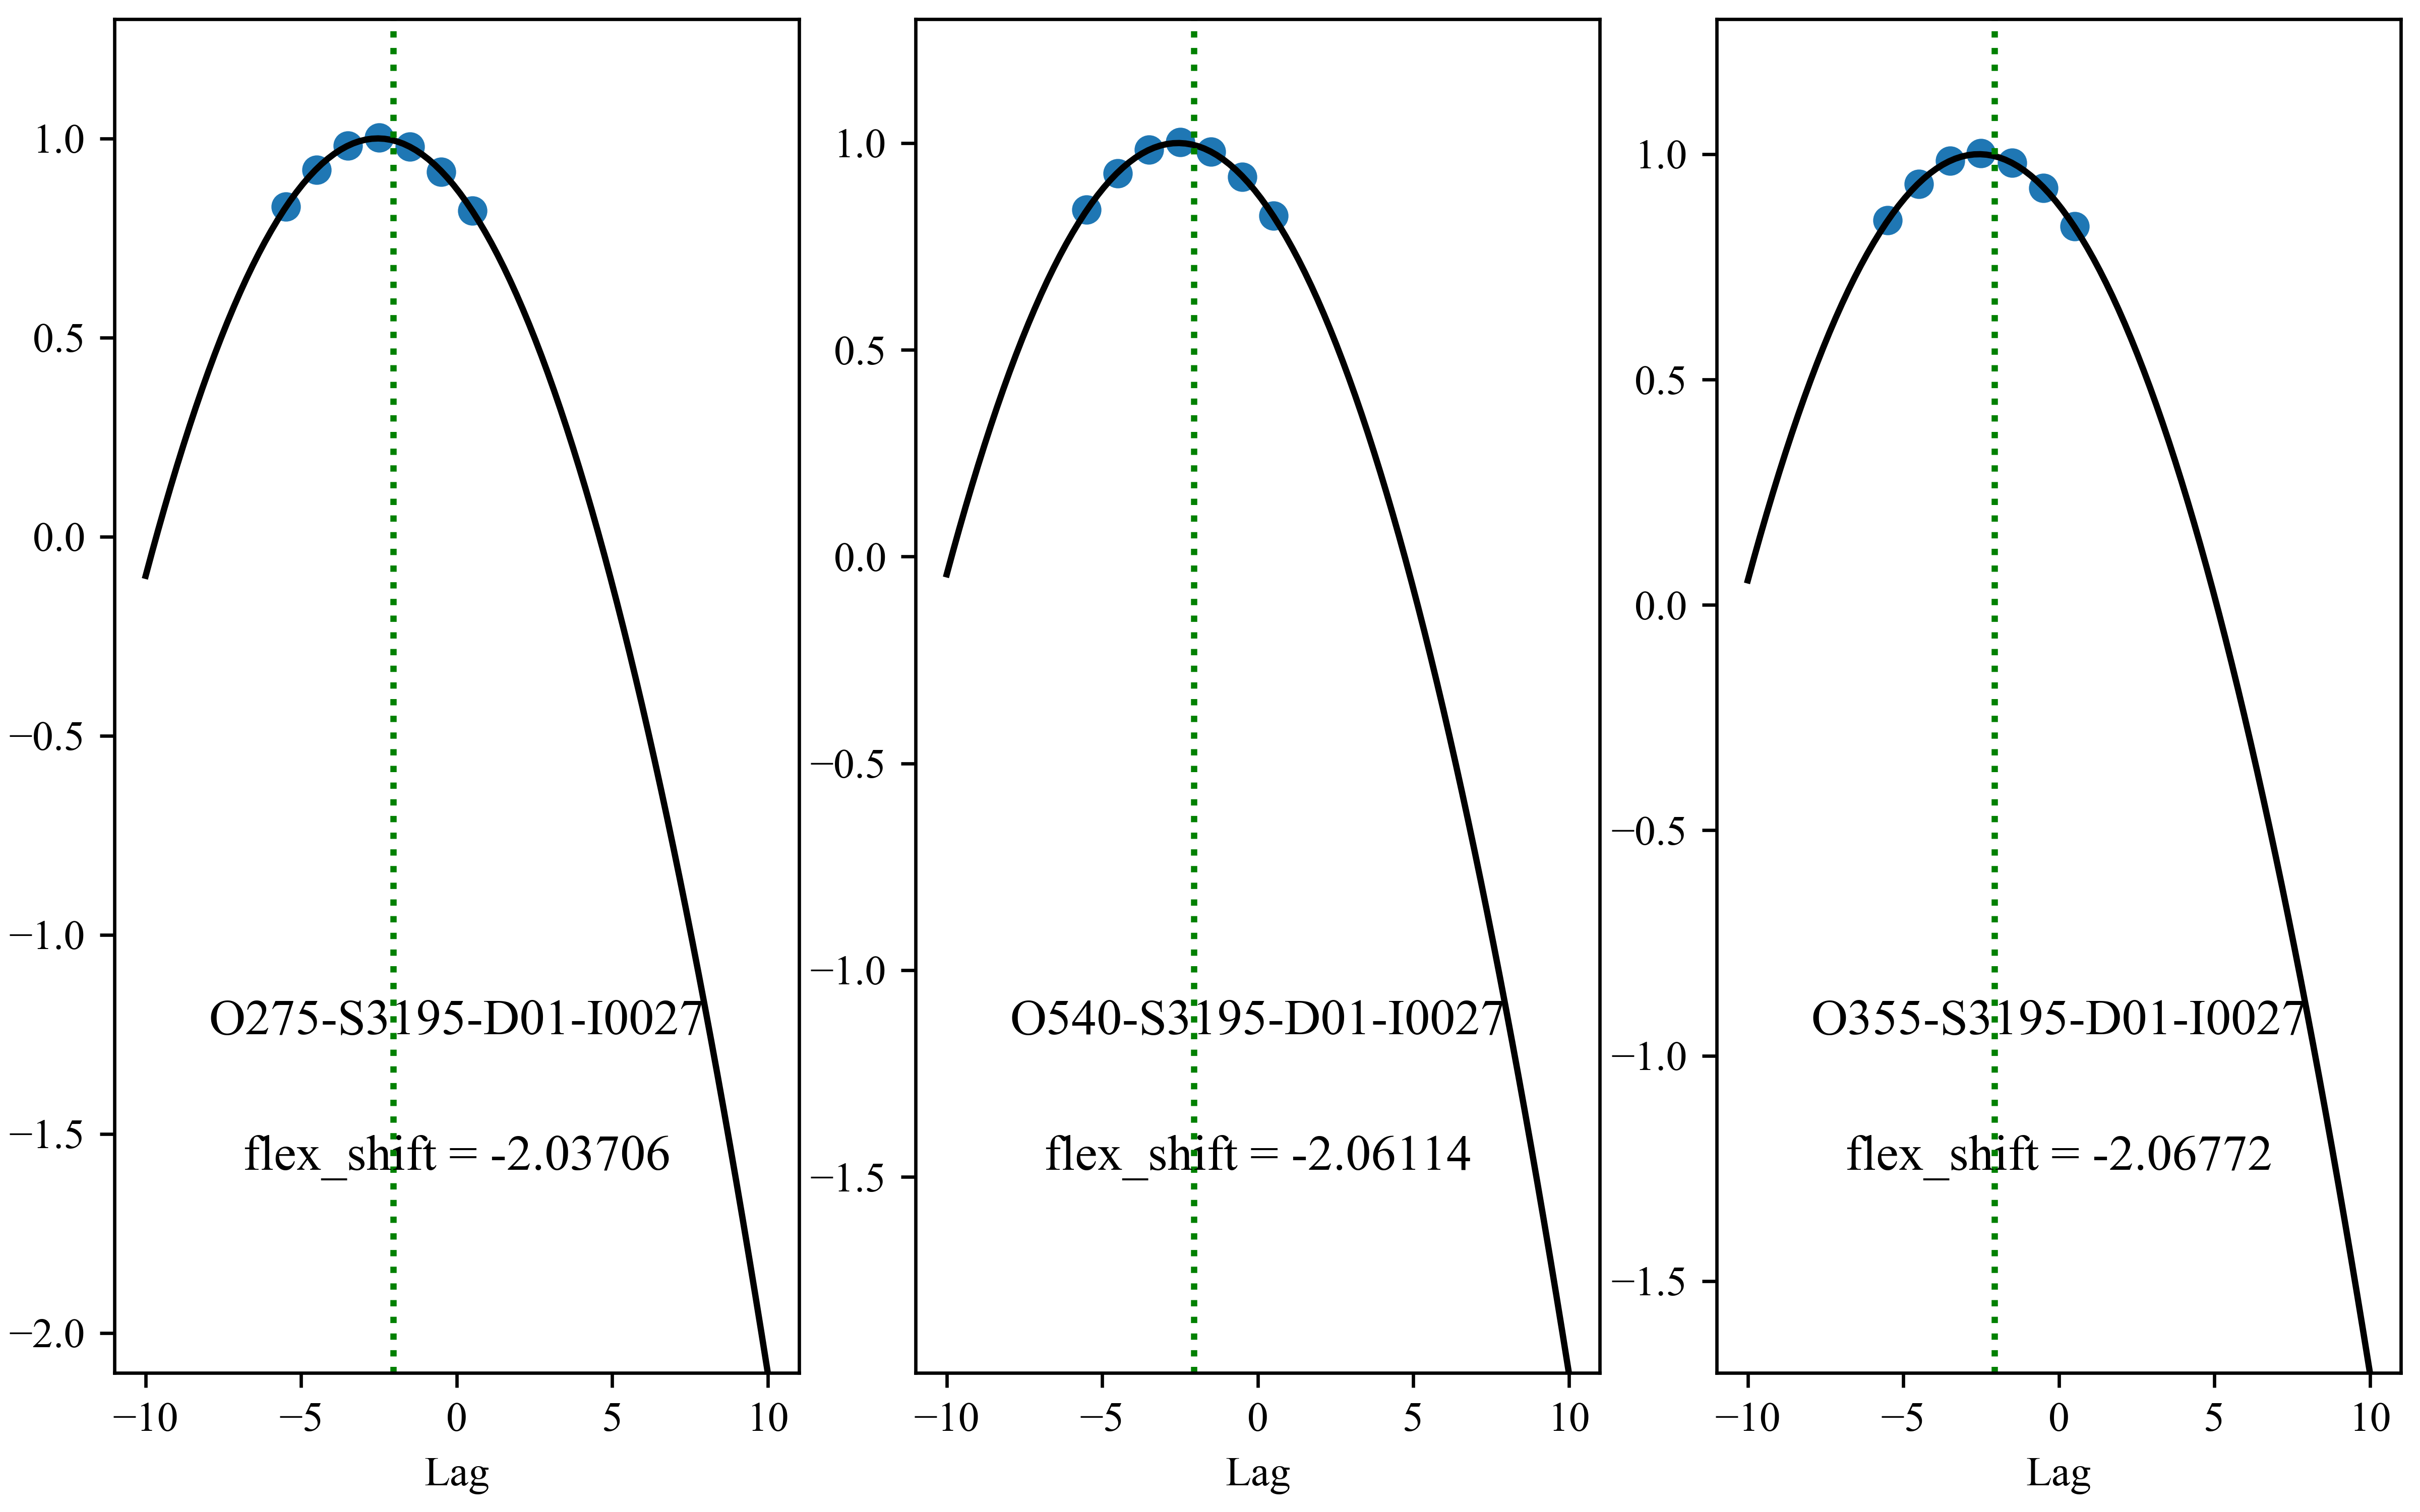 1.0
0.5
0.0
−0.5
−1.0
−1.5
−2.0
O275-S3195-D01-I0027
flex_shift = -2.03706
−10 −5 0 5 10
Lag
1.0
0.5
0.0
−0.5
−1.0
−1.5
O540-S3195-D01-I0027
flex_shift = -2.06114
−10 −5 0 5 10
Lag
1.0
0.5
0.0
−0.5
−1.0
−1.5
O355-S3195-D01-I0027
flex_shift = -2.06772
−10 −5 0 5 10
Lag